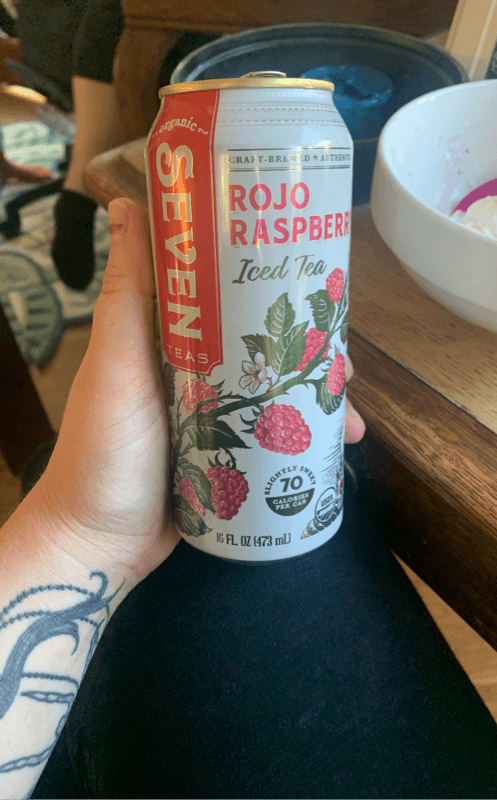 organic
SEVEN
TEAS
CRAFT-BREWED * AUTHENTIC
ROJO
RASPBERR
Iced Tea
SLIGHTLY SWEET
70
CALORIES
PER CAN
USDA
16 FL OZ (473 mL)